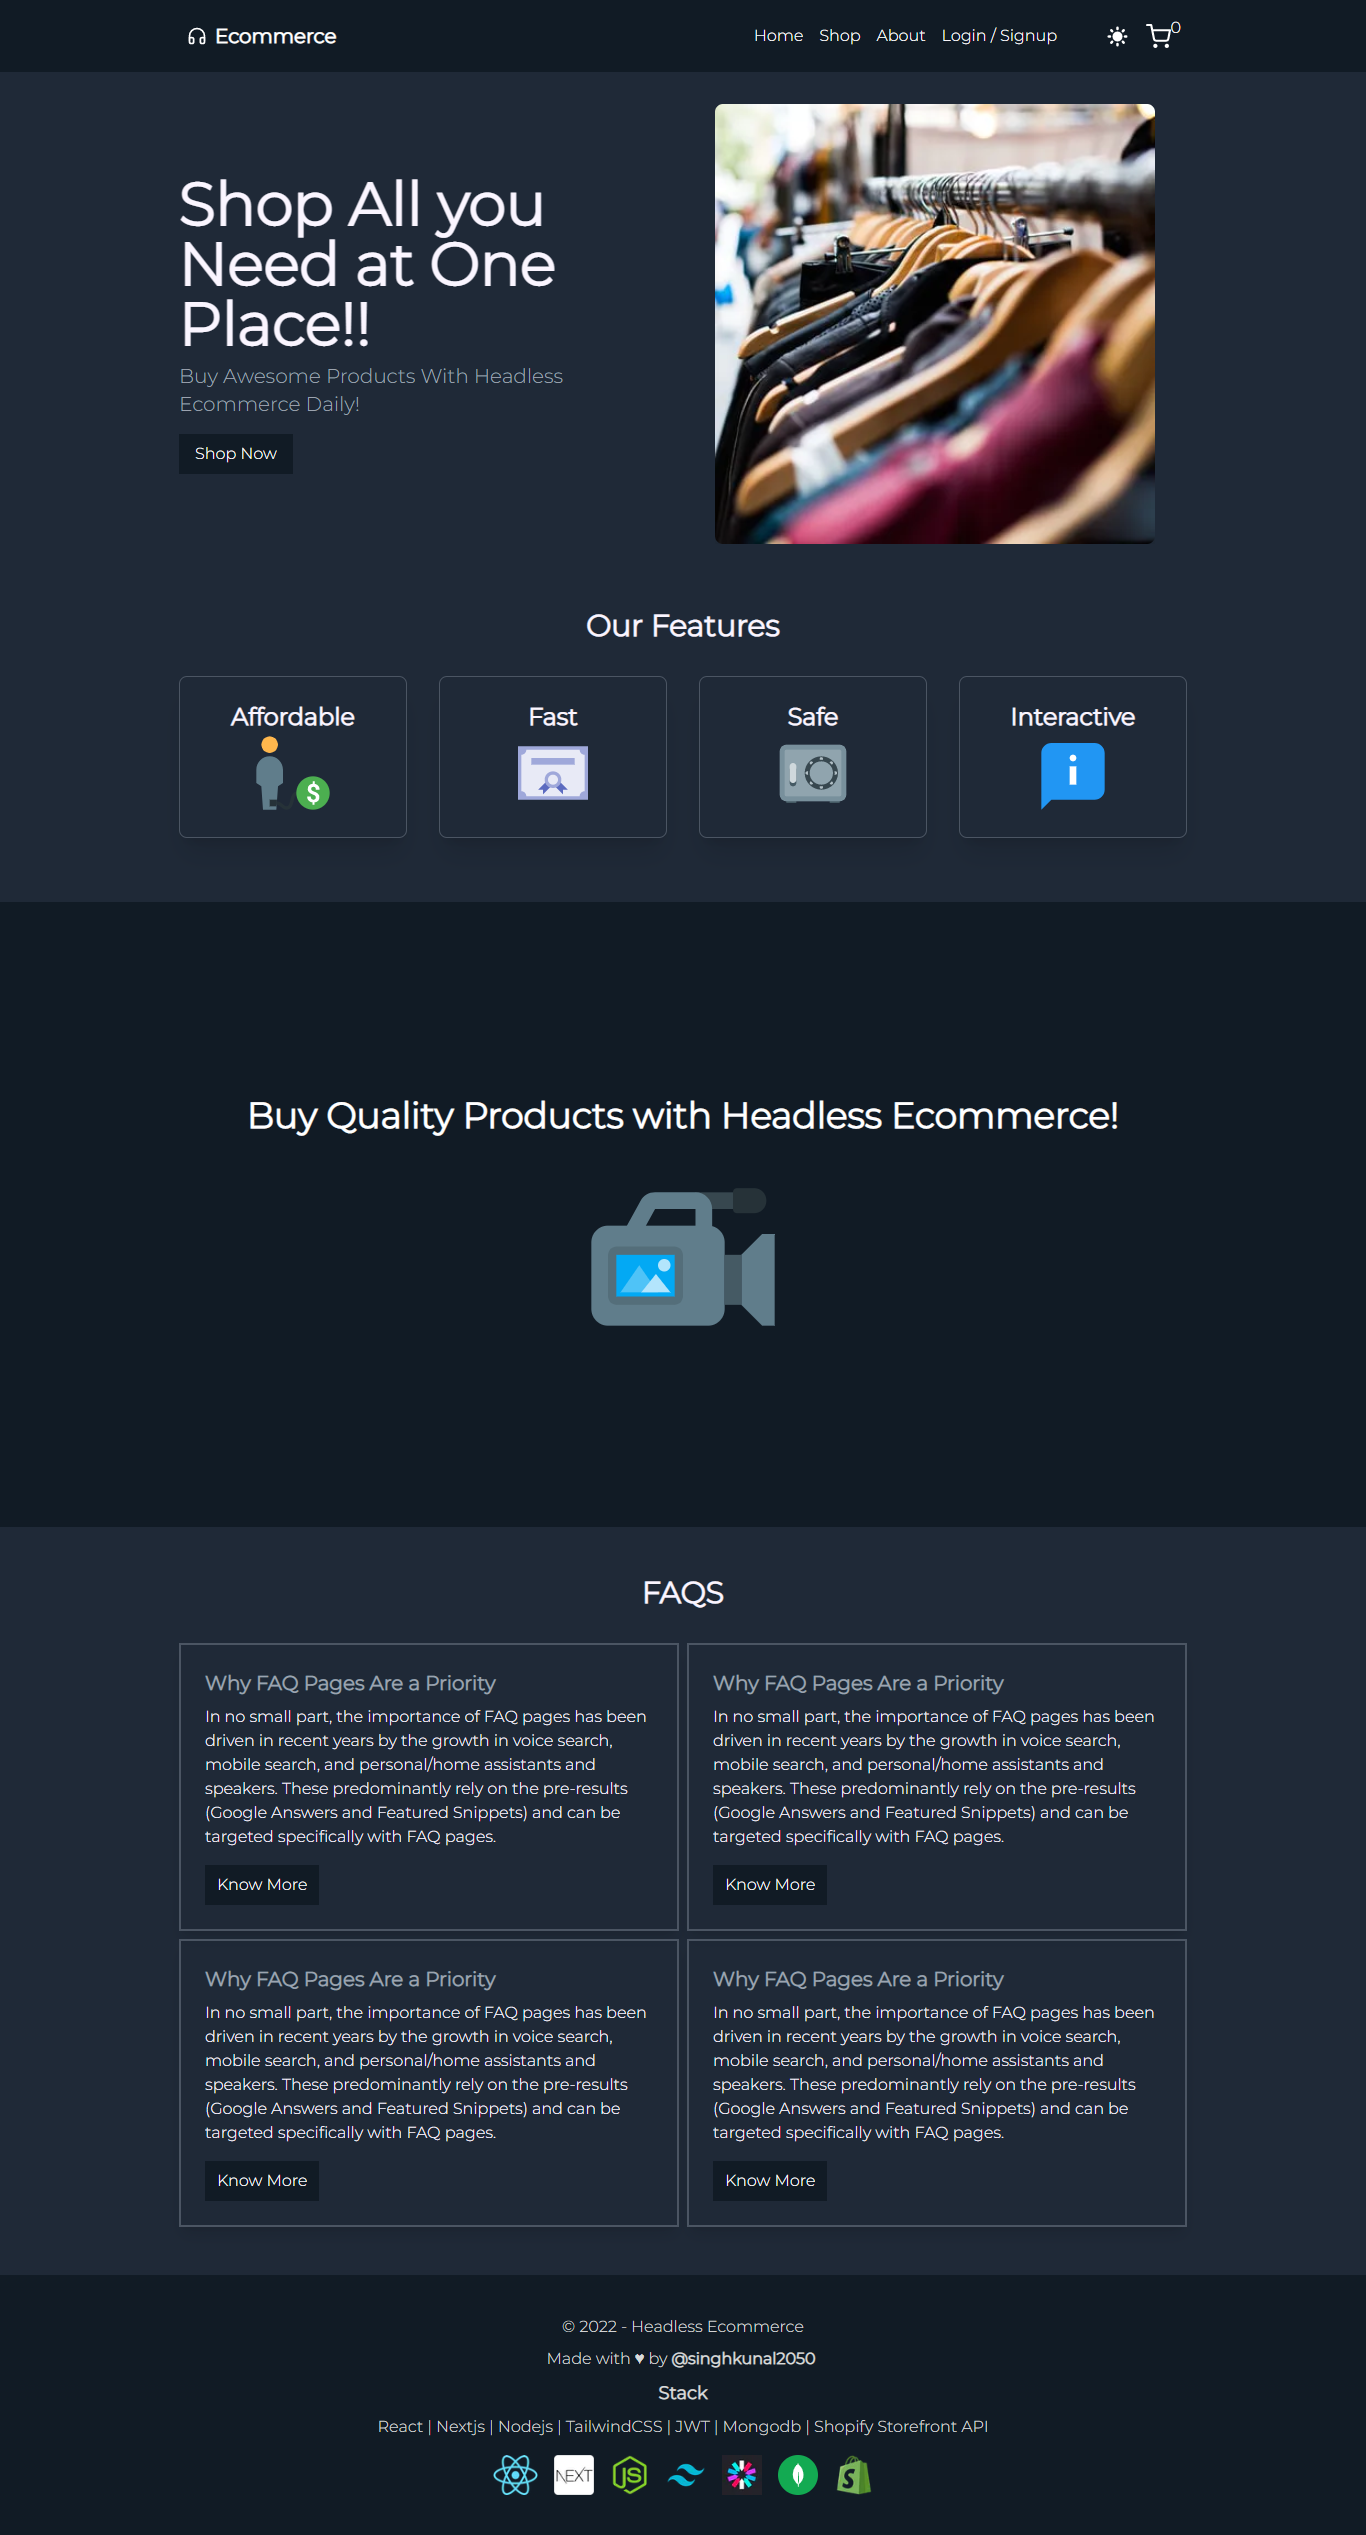 Ecommerce
Home Shop About Login / Signup 0
Shop All you
Need at One
Place!!
Buy Awesome Products With Headless
Ecommerce Daily!
Shop Now
Our Features
Affordable
$
Fast
Safe
Interactive
i
Buy Quality Products with Headless Ecommerce!
FAQS
Why FAQ Pages Are a Priority
In no small part, the importance of FAQ pages has been
driven in recent years by the growth in voice search,
mobile search, and personal/home assistants and
speakers. These predominantly rely on the pre-results
(Google Answers and Featured Snippets) and can be
targeted specifically with FAQ pages.
Know More
Why FAQ Pages Are a Priority
In no small part, the importance of FAQ pages has been
driven in recent years by the growth in voice search,
mobile search, and personal/home assistants and
speakers. These predominantly rely on the pre-results
(Google Answers and Featured Snippets) and can be
targeted specifically with FAQ pages.
Know More
Why FAQ Pages Are a Priority
In no small part, the importance of FAQ pages has been
driven in recent years by the growth in voice search,
mobile search, and personal/home assistants and
speakers. These predominantly rely on the pre-results
(Google Answers and Featured Snippets) and can be
targeted specifically with FAQ pages.
Know More
Why FAQ Pages Are a Priority
In no small part, the importance of FAQ pages has been
driven in recent years by the growth in voice search,
mobile search, and personal/home assistants and
speakers. These predominantly rely on the pre-results
(Google Answers and Featured Snippets) and can be
targeted specifically with FAQ pages.
Know More
© 2022 - Headless Ecommerce
Made with ♥ by @singhkunal2050
Stack
React | Nextjs | Nodejs | TailwindCSS | JWT | Mongodb | Shopify Storefront API
NEXT JS S